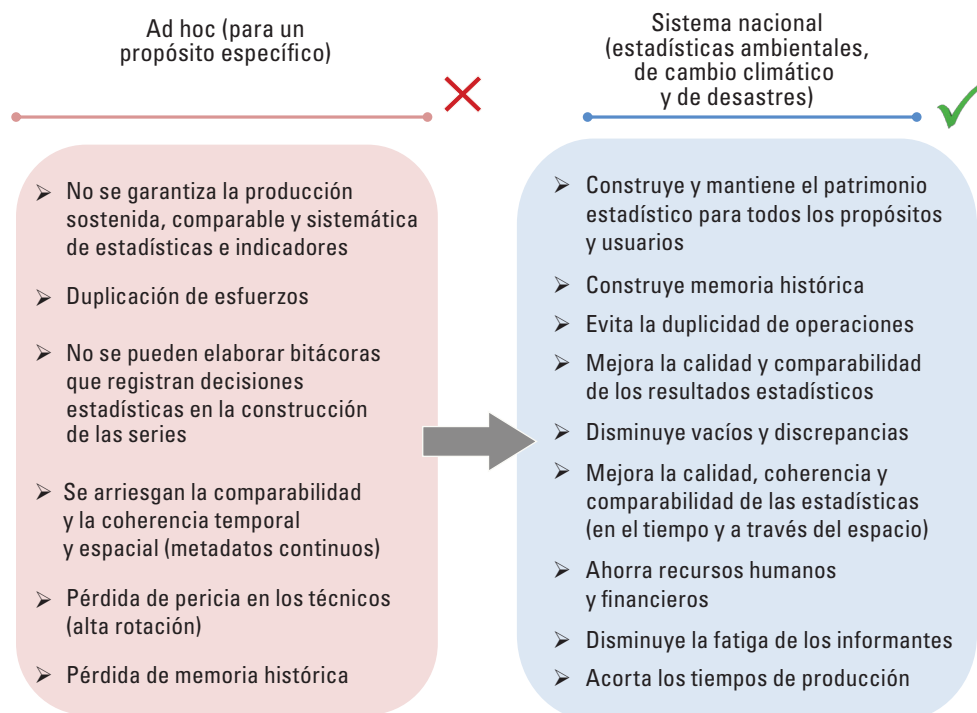 Ad hoc (para un
propósito específico)
No se garantiza la producción
sostenida, comparable y sistemática
de estadísticas e indicadores
Duplicación de esfuerzos
No se pueden elaborar bitácoras
que registran decisiones
estadísticas en la construcción
de las series
Se arriesgan la comparabilidad
y la coherencia temporal
y espacial (metadatos continuos)
Pérdida de pericia en los técnicos
(alta rotación)
Pérdida de memoria histórica
Sistema nacional
(estadísticas ambientales,
de cambio climático
y de desastres)
Construye y mantiene el patrimonio
estadístico para todos los propósitos
y usuarios
Construye memoria histórica
Evita la duplicidad de operaciones
Mejora la calidad y comparabilidad
de los resultados estadísticos
Disminuye vacíos y discrepancias
Mejora la calidad, coherencia y
comparabilidad de las estadísticas
(en el tiempo y a través del espacio)
Ahorra recursos humanos
y financieros
Disminuye la fatiga de los informantes
Acorta los tiempos de producción